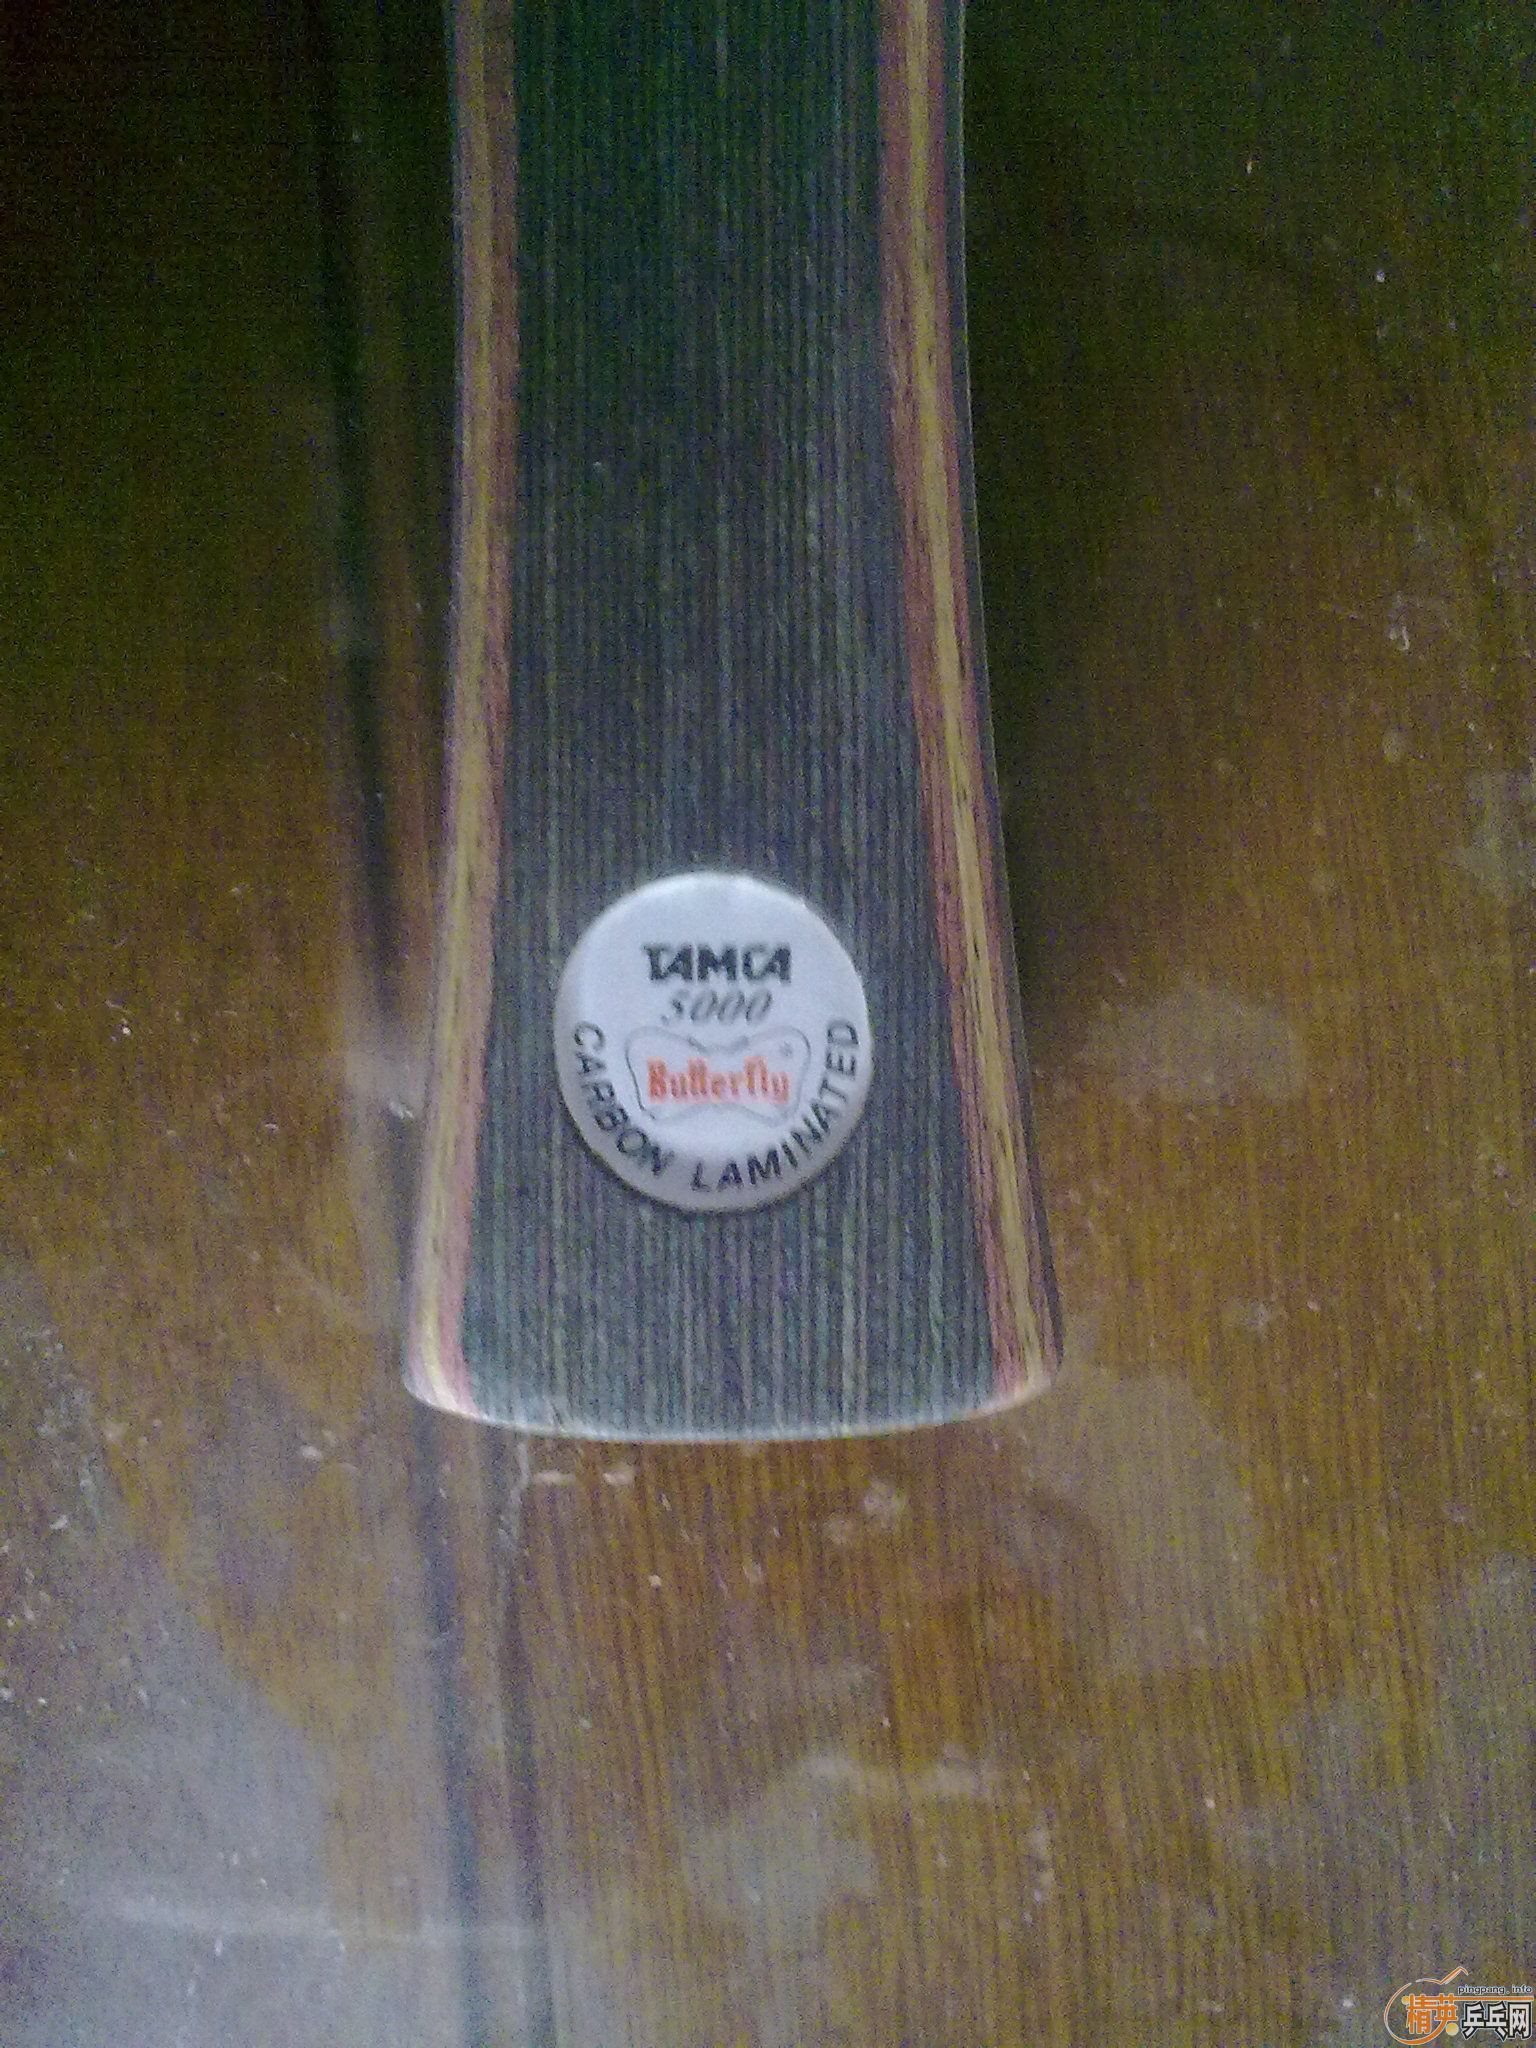 TAMCA
5000
Butterfly
®
CARBON LAMINATED
pingpang.info
精英乒乓网